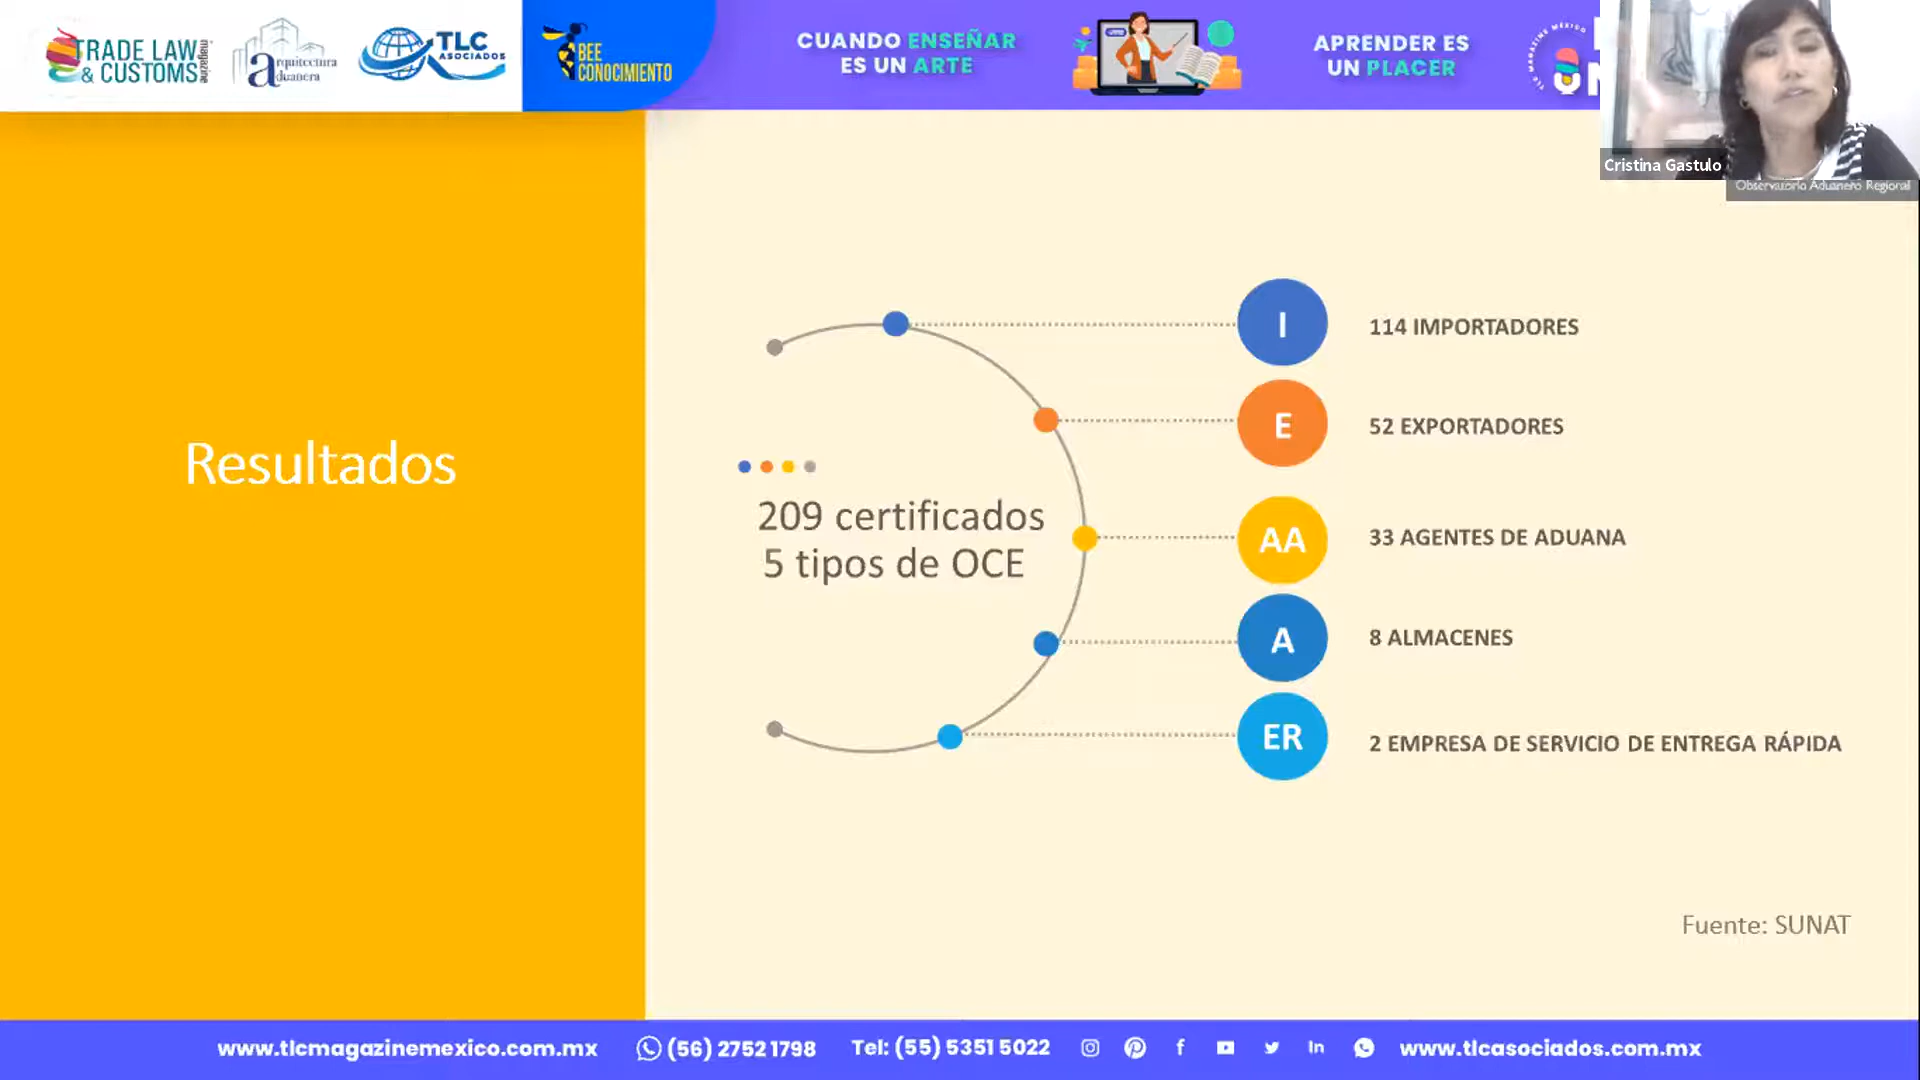 TRADE LAW
& CUSTOMS
magazine
arquitectura
aduanera
TLC
ASOCIADOS
BEE
CONOCIMIENTO
CUANDO ENSEÑAR
ES UN ARTE
APRENDER ES
UN PLACER
TLC MAGAZINE MÉXICO
Cristina Gastulo
Observatorio Aduanero Regional
Resultados
209 certificados
5 tipos de OCE
I
114 IMPORTADORES
E
52 EXPORTADORES
AA
33 AGENTES DE ADUANA
A
8 ALMACENES
ER
2 EMPRESA DE SERVICIO DE ENTREGA RÁPIDA
Fuente: SUNAT
www.tlcmagazinemexico.com.mx (56) 2752 1798 Tel: (55) 5351 5022 www.tlcasociados.com.mx